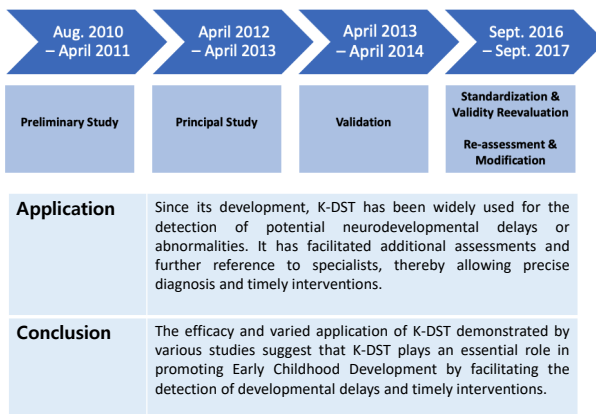 Aug. 2010
– April 2011
April 2012
– April 2013
April 2013
– April 2014
Sept. 2016
– Sept. 2017
Preliminary Study
Principal Study
Validation
Standardization &
Validity Reevaluation
Re-assessment &
Modification
Application
Since its development, K-DST has been widely used for the
detection of potential neurodevelopmental delays or
abnormalities. It has facilitated additional assessments and
further reference to specialists, thereby allowing precise
diagnosis and timely interventions.
Conclusion
The efficacy and varied application of K-DST demonstrated by
various studies suggest that K-DST plays an essential role in
promoting Early Childhood Development by facilitating the
detection of developmental delays and timely interventions.